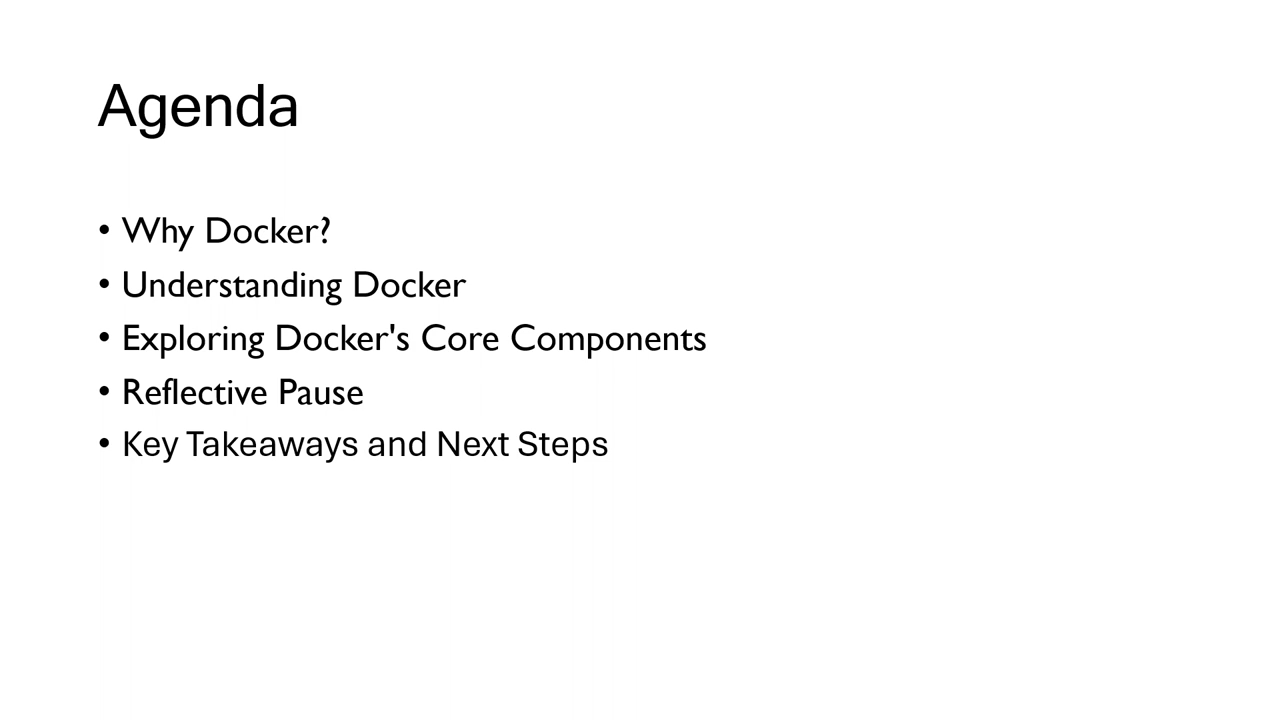 Agenda
• Why Docker?
• Understanding Docker
• Exploring Docker's Core Components
• Reflective Pause
• Key Takeaways and Next Steps